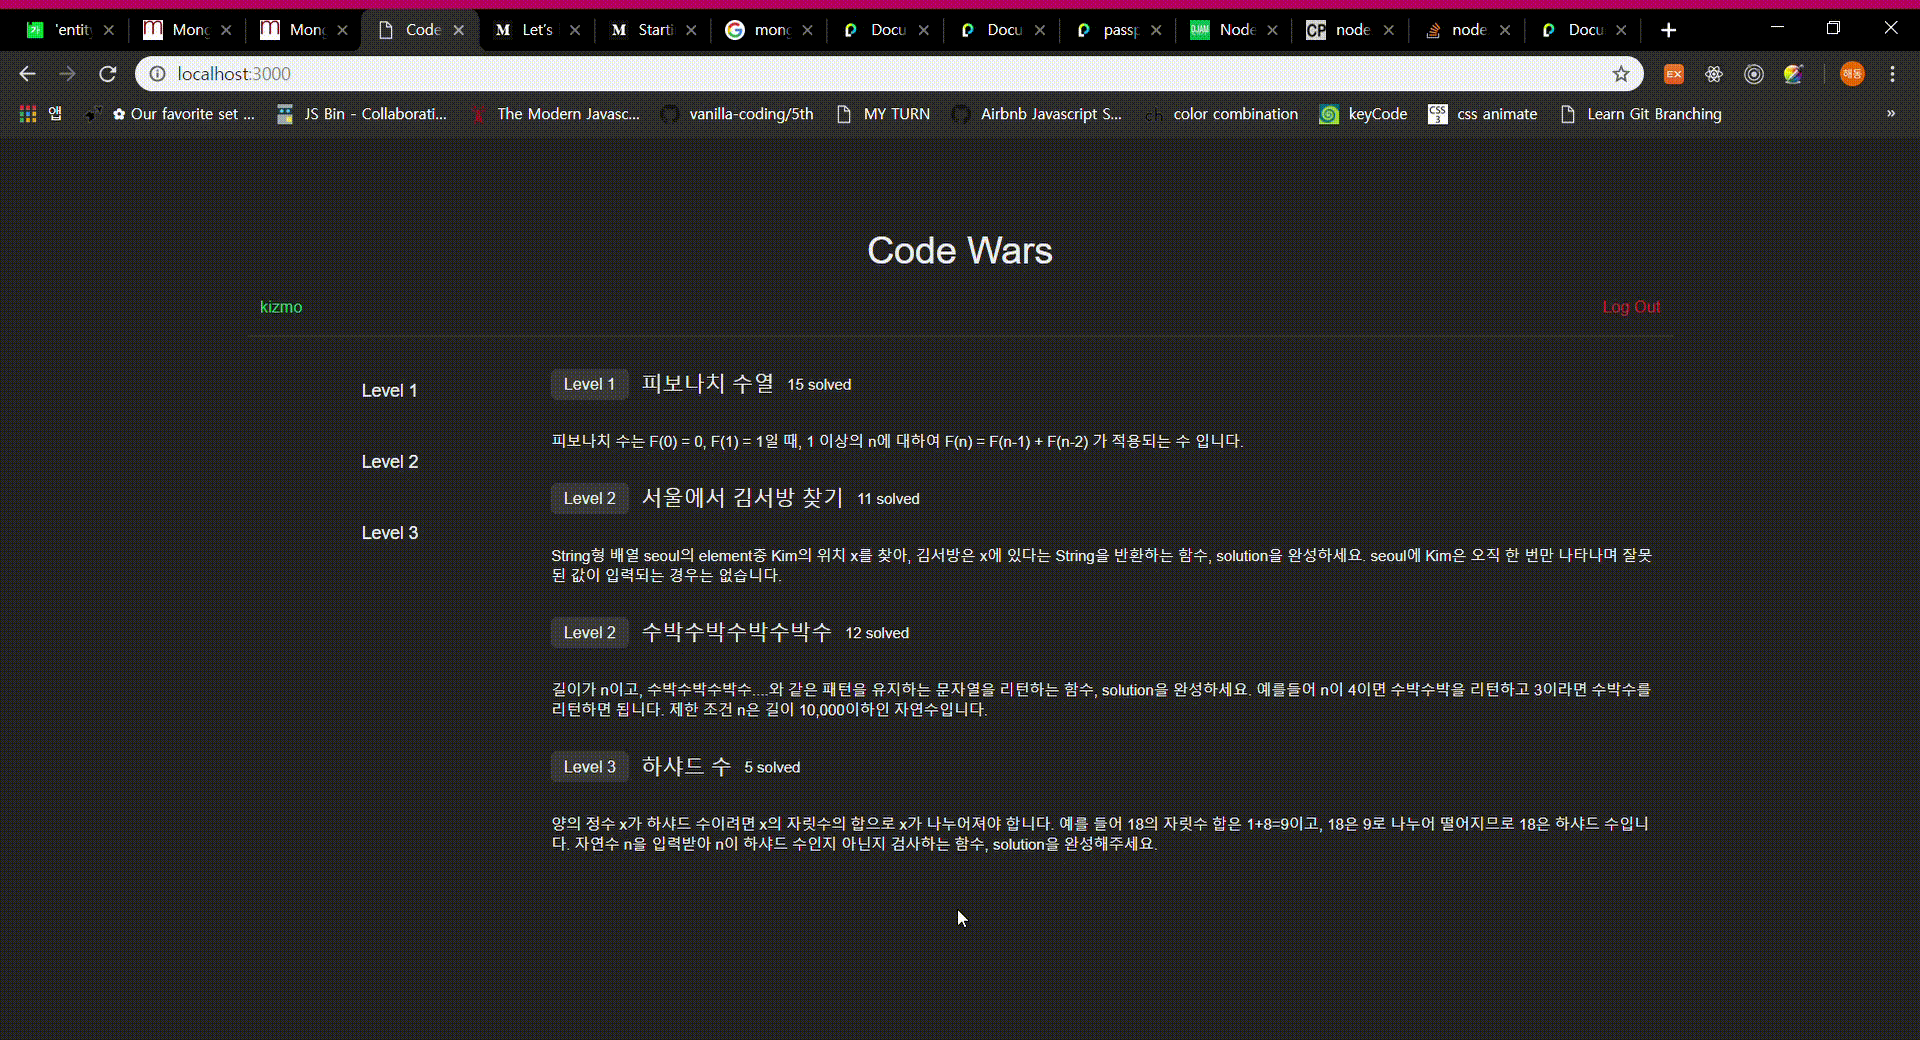 'entity
Mong
Mong
Code
Let's
Startin
mong
Docu
Docu
passp
Node
node
node
Docu
localhost:3000
EX
해동
앱
✿ Our favorite set ...
JS Bin - Collaborati...
The Modern Javasc...
vanilla-coding/5th
MY TURN
Airbnb Javascript S...
color combination
keyCode
css animate
Learn Git Branching
»
Code Wars
kizmo
Log Out
Level 1
Level 2
Level 3
Level 1 피보나치 수열 15 solved
피보나치 수는 F(0) = 0, F(1) = 1일 때, 1 이상의 n에 대하여 F(n) = F(n-1) + F(n-2) 가 적용되는 수 입니다.
Level 2 서울에서 김서방 찾기 11 solved
String형 배열 seoul의 element중 Kim의 위치 x를 찾아, 김서방은 x에 있다는 String을 반환하는 함수, solution을 완성하세요. seoul에 Kim은 오직 한 번만 나타나며 잘못
된 값이 입력되는 경우는 없습니다.
Level 2 수박수박수박수박수 12 solved
길이가 n이고, 수박수박수박수....와 같은 패턴을 유지하는 문자열을 리턴하는 함수, solution을 완성하세요. 예를들어 n이 4이면 수박수박을 리턴하고 3이라면 수박수를
리턴하면 됩니다. 제한 조건 n은 길이 10,000이하인 자연수입니다.
Level 3 하샤드 수 5 solved
양의 정수 x가 하샤드 수이려면 x의 자릿수의 합으로 x가 나누어져야 합니다. 예를 들어 18의 자릿수 합은 1+8=9이고, 18은 9로 나누어 떨어지므로 18은 하샤드 수입니
다. 자연수 n을 입력받아 n이 하샤드 수인지 아닌지 검사하는 함수, solution을 완성해주세요.